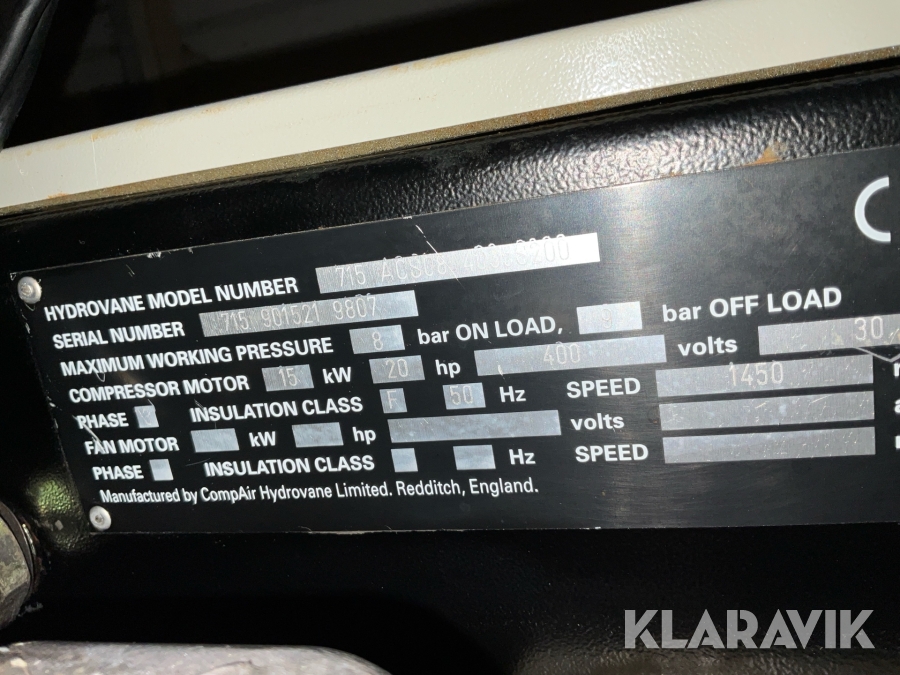 C
HYDROVANE MODEL NUMBER 715
SERIAL NUMBER 715 901521 9807
MAXIMUM WORKING PRESSURE 8 bar ON LOAD, 9 bar OFF LOAD
COMPRESSOR MOTOR 15 kW 20 hp 400 volts 30
PHASE INSULATION CLASS F 50 Hz SPEED 1450
FAN MOTOR kW hp volts
PHASE INSULATION CLASS Hz SPEED
Manufactured by CompAir Hydrovane Limited. Redditch, England.
KLARAVIK